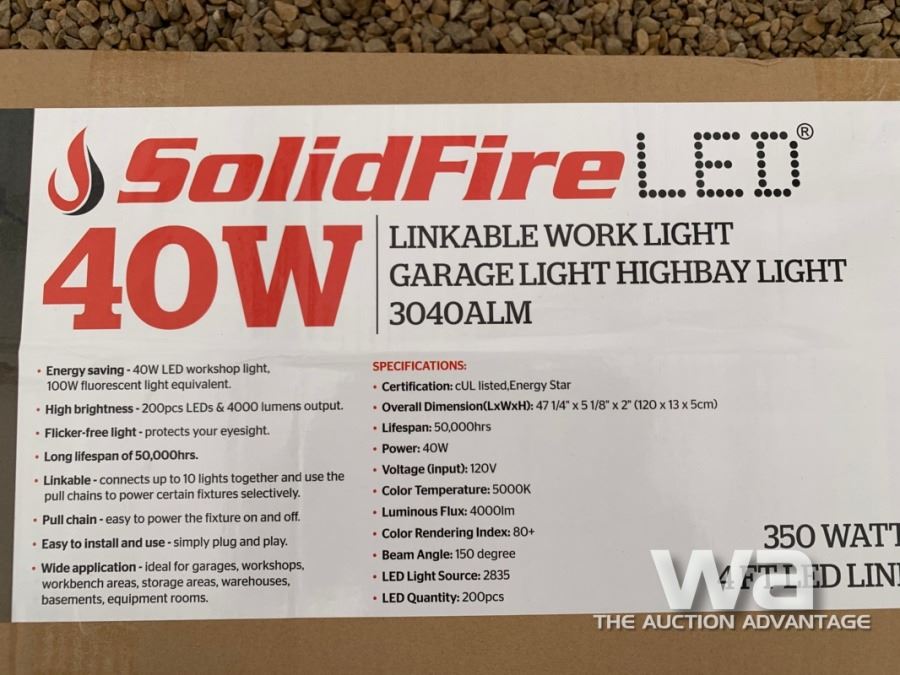 SolidFire LED®
40W
LINKABLE WORK LIGHT
GARAGE LIGHT HIGHBAY LIGHT
3040ALM
• Energy saving - 40W LED workshop light,
100W fluorescent light equivalent.
• High brightness - 200pcs LEDs & 4000 lumens output.
• Flicker-free light - protects your eyesight.
• Long lifespan of 50,000hrs.
• Linkable - connects up to 10 lights together and use the
pull chains to power certain fixtures selectively.
• Pull chain - easy to power the fixture on and off.
• Easy to install and use - simply plug and play.
• Wide application - ideal for garages, workshops,
workbench areas, storage areas, warehouses,
basements, equipment rooms.
SPECIFICATIONS:
• Certification: cUL listed,Energy Star
• Overall Dimension(LxWxH): 47 1/4" x 5 1/8" x 2" (120 x 13 x 5cm)
• Lifespan: 50,000hrs
• Power: 40W
• Voltage (input): 120V
• Color Temperature: 5000K
• Luminous Flux: 4000lm
• Color Rendering Index: 80+
• Beam Angle: 150 degree
• LED Light Source: 2835
• LED Quantity: 200pcs
350 WATT
4 FT LED LIN
wa
THE AUCTION ADVANTAGE